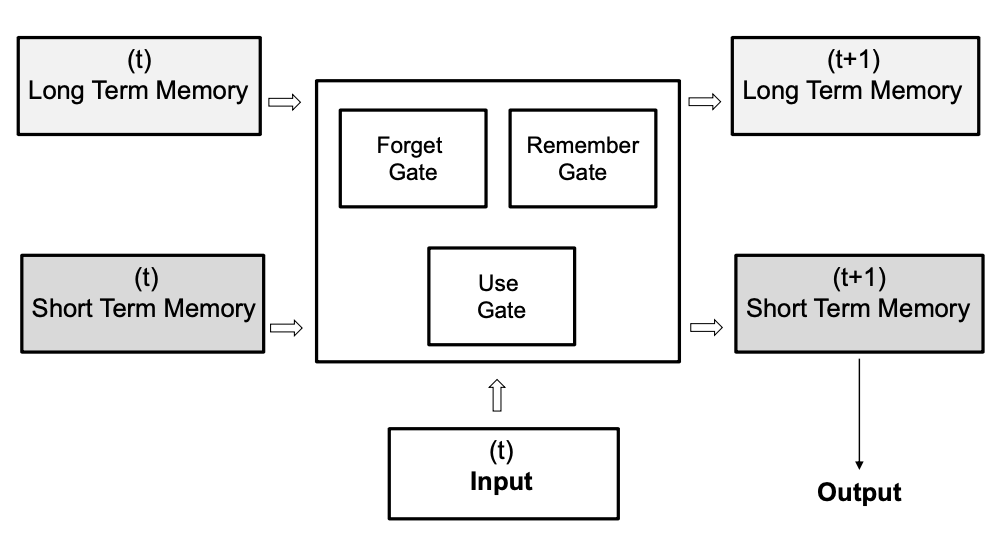 (t)
Long Term Memory
(t+1)
Long Term Memory
Forget
Gate
Remember
Gate
(t)
Short Term Memory
Use
Gate
(t+1)
Short Term Memory
(t)
Input
Output